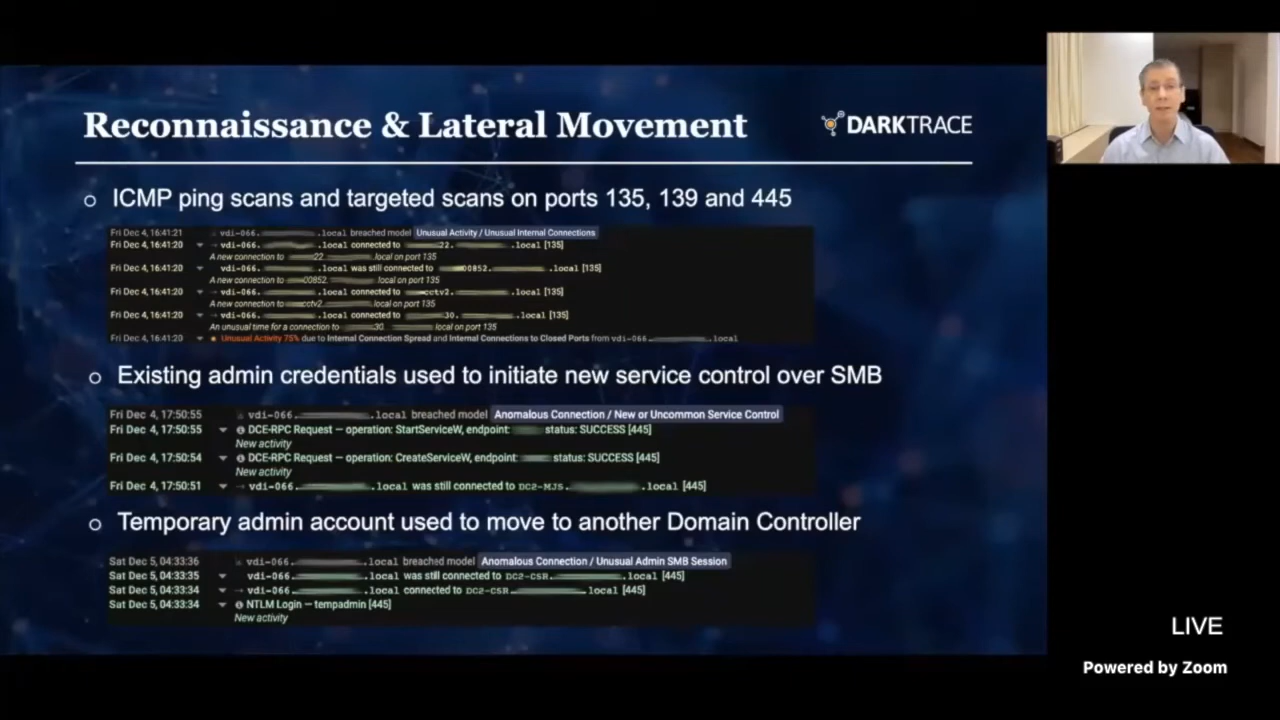 Reconnaissance & Lateral Movement
DARKTRACE
o ICMP ping scans and targeted scans on ports 135, 139 and 445
Fri Dec 4, 16:41:21 vdi-066. .local breached model Unusual Activity / Unusual Internal Connections
Fri Dec 4, 16:41:20 vdi-066. .local connected to 22. .local [135]
A new connection to 22. .local on port 135
Fri Dec 4, 16:41:20 vdi-066. .local was still connected to 00852. .local [135]
A new connection to 00852. .local on port 135
Fri Dec 4, 16:41:20 vdi-066. .local connected to cctv2. .local [135]
A new connection to cctv2. .local on port 135
Fri Dec 4, 16:41:20 vdi-066. .local connected to 30. .local [135]
An unusual time for a connection to 30. local on port 135
Fri Dec 4, 16:41:20 Unusual Activity 75% due to Internal Connection Spread and Internal Connections to Closed Ports from vdi-066. .local
o Existing admin credentials used to initiate new service control over SMB
Fri Dec 4, 17:50:55 vdi-066. .local breached model Anomalous Connection / New or Uncommon Service Control
Fri Dec 4, 17:50:55 DCE-RPC Request — operation: StartServiceW, endpoint: status: SUCCESS [445]
New activity
Fri Dec 4, 17:50:54 DCE-RPC Request — operation: CreateServiceW, endpoint: status: SUCCESS [445]
New activity
Fri Dec 4, 17:50:51 → vdi-066. .local was still connected to DC2-MJS. .local [445]
o Temporary admin account used to move to another Domain Controller
Sat Dec 5, 04:33:36 vdi-066. .local breached model Anomalous Connection / Unusual Admin SMB Session
Sat Dec 5, 04:33:35 vdi-066. .local was still connected to DC2-CSR. .local [445]
Sat Dec 5, 04:33:34 → vdi-066. .local connected to DC2-CSR. .local [445]
Sat Dec 5, 04:33:34 NTLM Login — tempadmin [445]
New activity
LIVE
Powered by Zoom